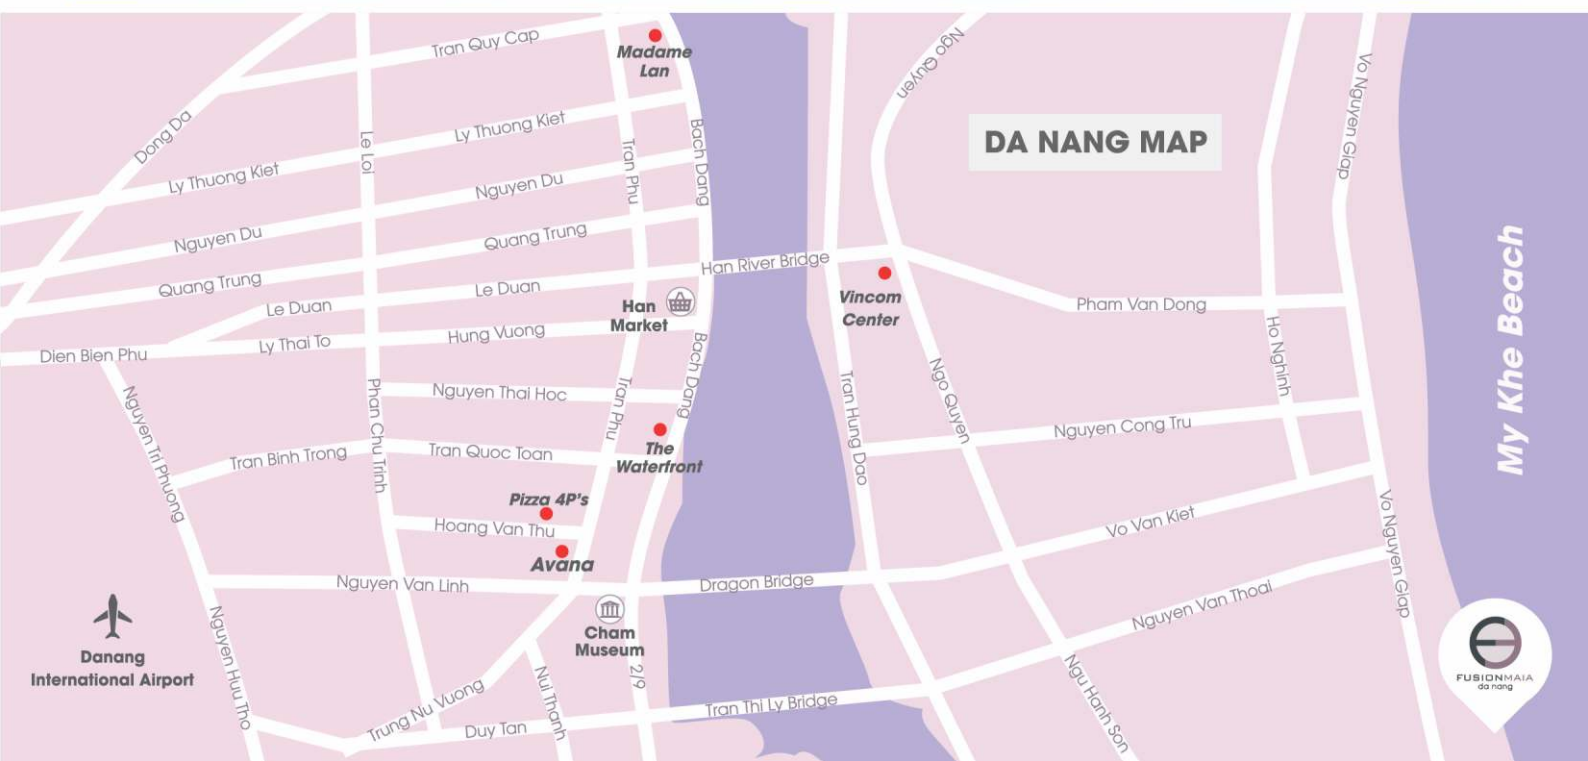 Tran Quy Cap
Madame
Lan
Ngo Quyen
Vo Nguyen Giap
DA NANG MAP
Dong Da
Le Loi
Ly Thuong Kiet
Ly Thuong Kiet
Tran Phu
Bach Dang
Nguyen Du
Nguyen Du
Quang Trung
Quang Trung
Han River Bridge
Le Duan
Le Duan
Han
Market
Vincom
Center
Pham Van Dong
My Khe Beach
Dien Bien Phu
Ly Thai To
Hung Vuong
Bach Dang
Ho Nghinh
Nguyen Tri Phuong
Phan Chu Trinh
Nguyen Thai Hoc
Tran Phu
Tran Hung Dao
Ngo Quyen
Nguyen Cong Tru
Tran Binh Trong
Tran Quoc Toan
The
Waterfront
Pizza 4P's
Hoang Van Thu
Avana
Vo Van Kiet
Vo Nguyen Giap
Nguyen Van Linh
Dragon Bridge
Nguyen Van Thoai
Cham
Museum
Danang
International Airport
Nguyen Huu Tho
2/9
Nui Thanh
Trung Nu Vuong
Duy Tan
Tran Thi Ly Bridge
Ngu Hanh Son
FUSIONMAIA
da nang